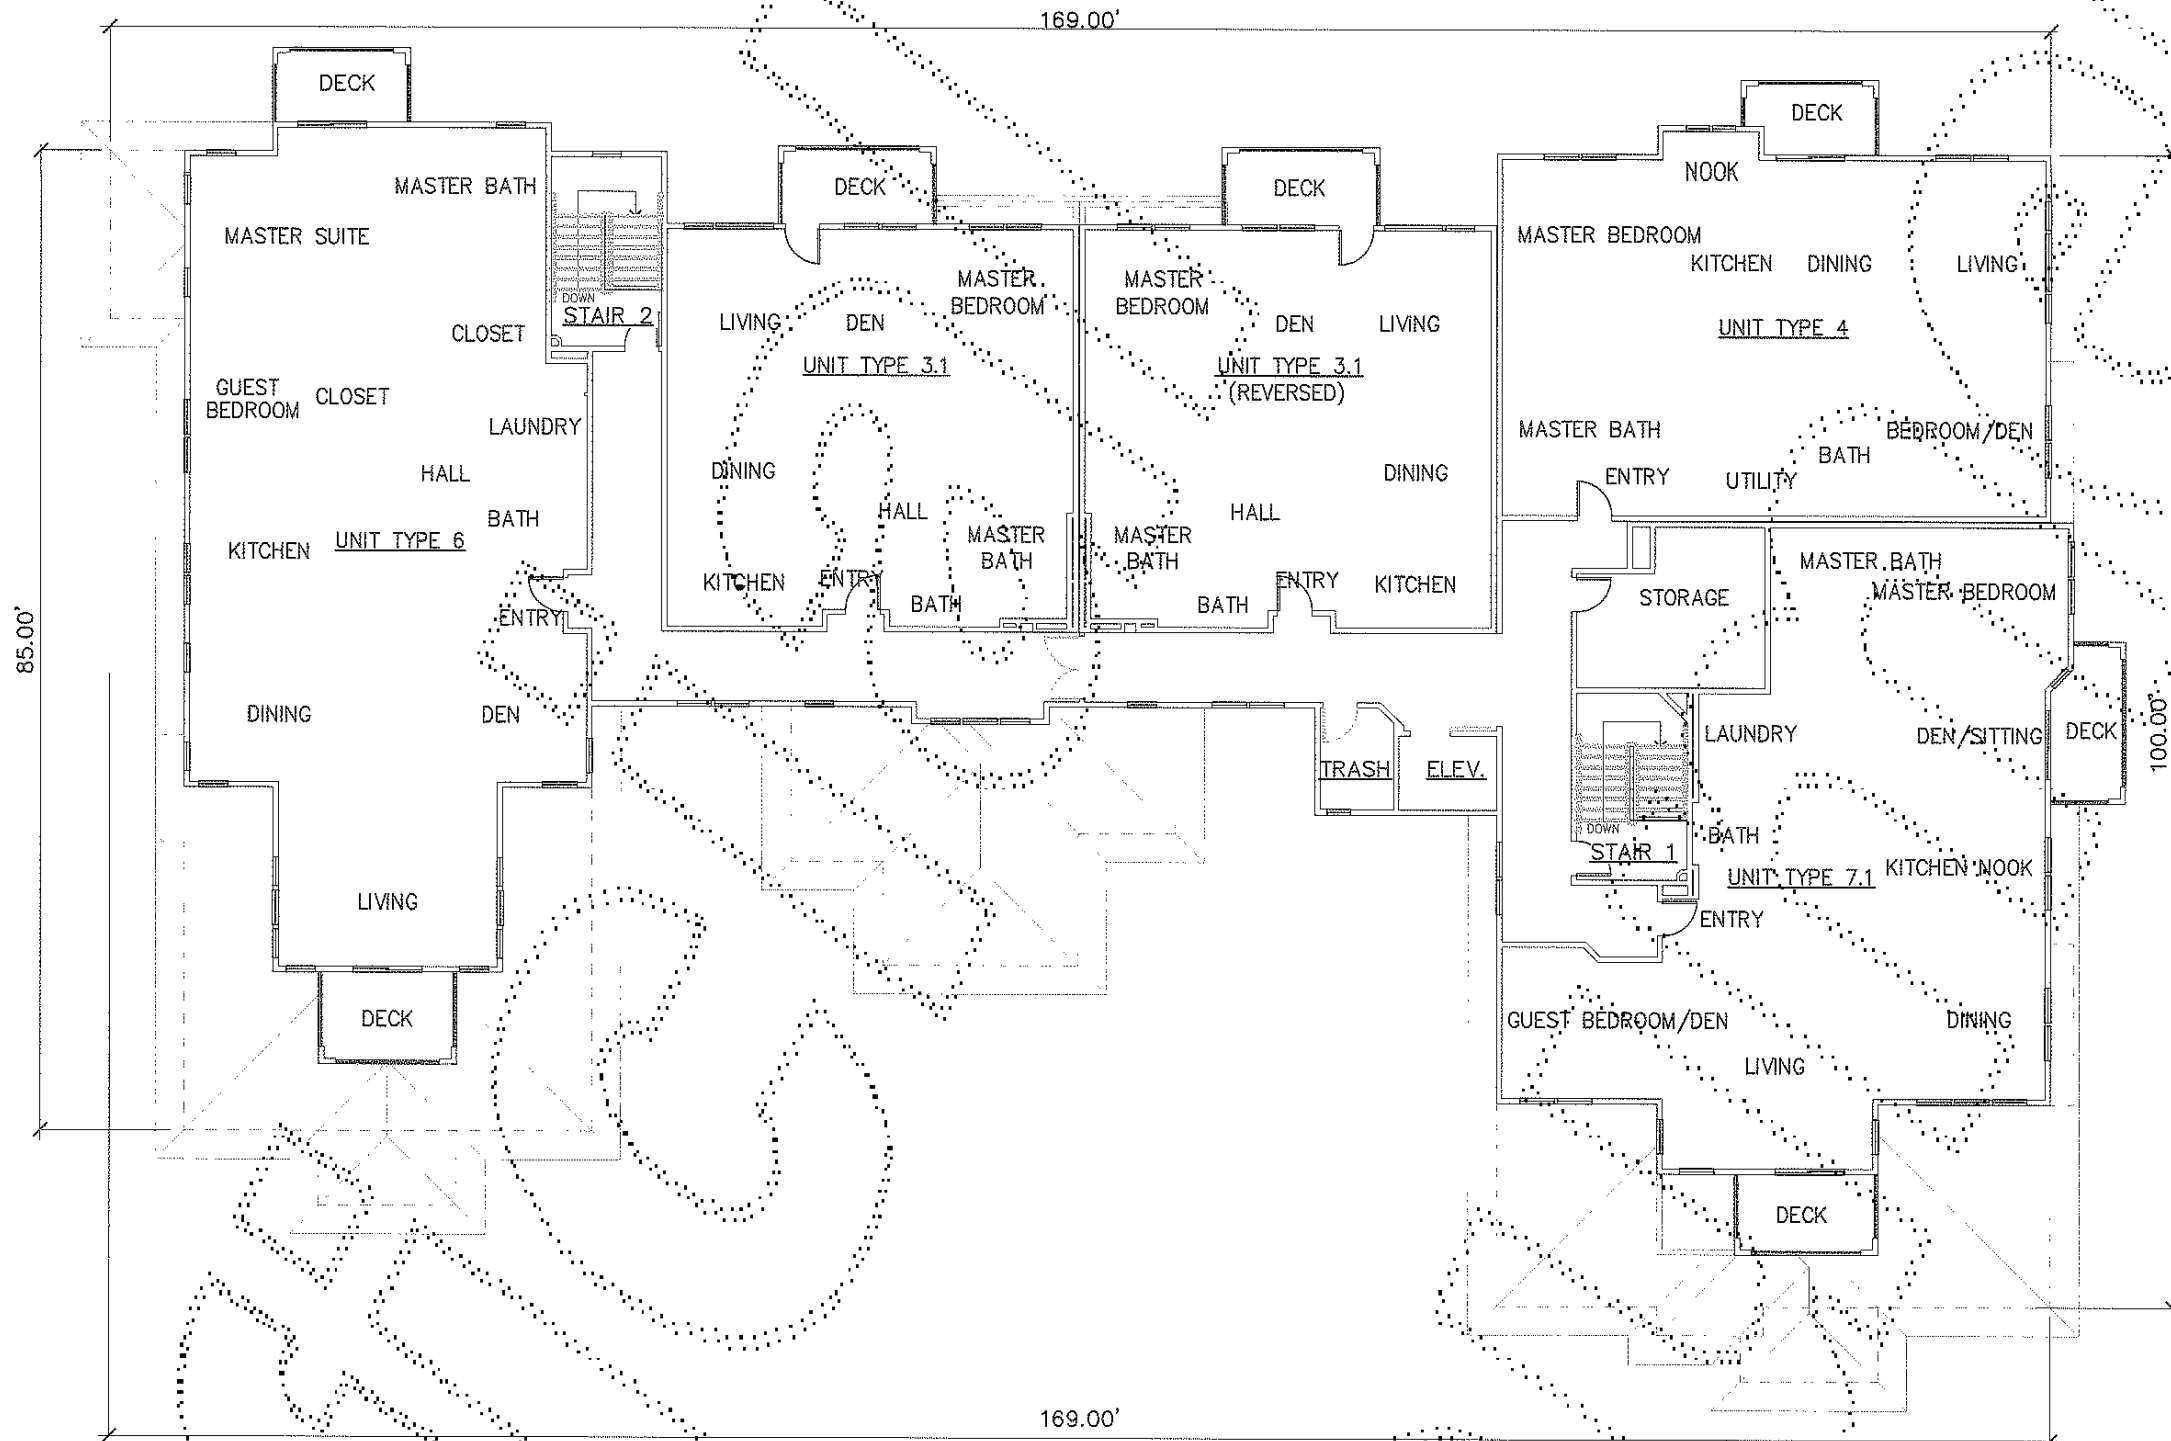 169.00'
DECK
DECK
DECK
DECK
MASTER BATH
MASTER SUITE
CLOSET
GUEST
BEDROOM
CLOSET
LAUNDRY
HALL
BATH
KITCHEN
UNIT TYPE 6
ENTRY
DINING
DEN
LIVING
DECK
85.00'
DOWN
STAIR 2
LIVING
DEN
MASTER
BEDROOM
UNIT TYPE 3.1
DINING
HALL
MASTER
BATH
KITCHEN
ENTRY
BATH
MASTER
BEDROOM
DEN
LIVING
UNIT TYPE 3.1
(REVERSED)
DINING
HALL
MASTER
BATH
ENTRY
KITCHEN
BATH
NOOK
MASTER BEDROOM
KITCHEN
DINING
LIVING
UNIT TYPE 4
MASTER BATH
BEDROOM/DEN
BATH
ENTRY
UTILITY
STORAGE
MASTER BATH
MASTER BEDROOM
LAUNDRY
DEN/SITTING
DECK
100.00'
TRASH
ELEV.
DOWN
STAIR 1
BATH
KITCHEN NOOK
UNIT TYPE 7.1
ENTRY
GUEST BEDROOM/DEN
DINING
LIVING
DECK
169.00'